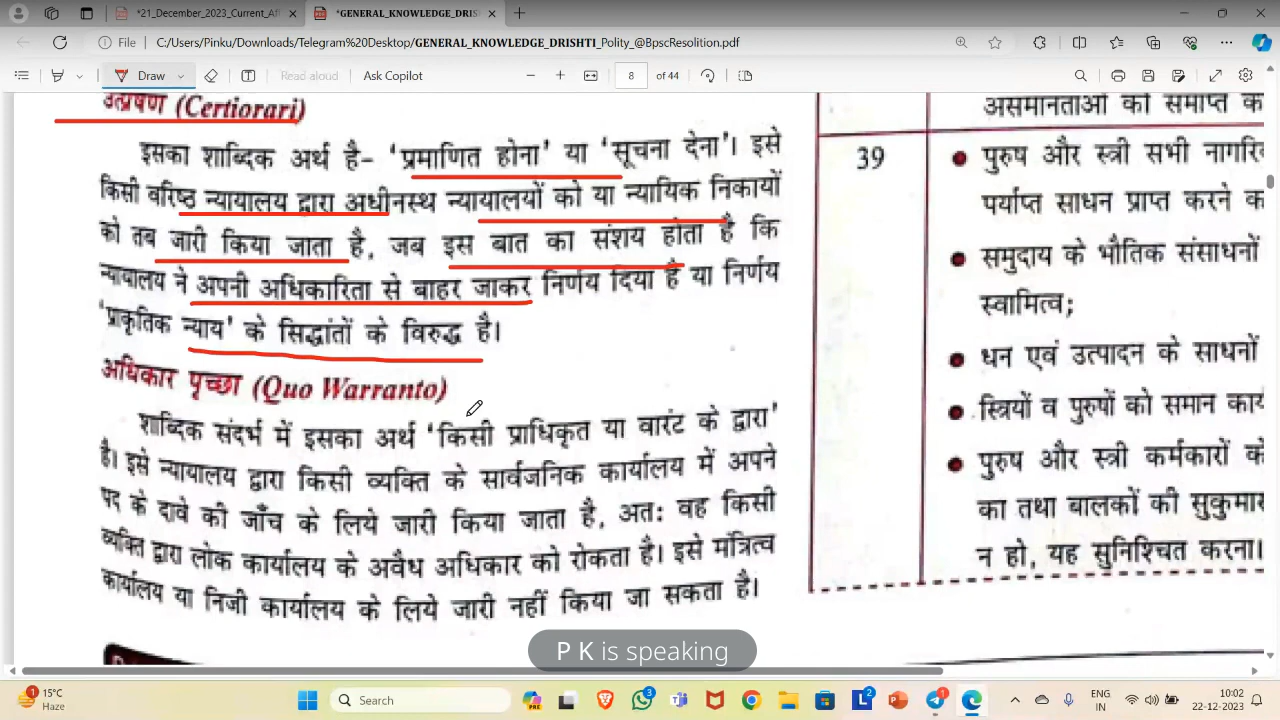 *21_December_2023_Current_Aff
*GENERAL_KNOWLEDGE_DRISH
File
C:/Users/Pinku/Downloads/Telegram%20Desktop/GENERAL_KNOWLEDGE_DRISHTI_Polity_@BpscResolition.pdf
Draw
Read aloud
Ask Copilot
8 of 44
उत्प्रेषण (Certiorari)
इसका शाब्दिक अर्थ है– 'प्रमाणित होना' या 'सूचना देना'। इसे
किसी वरिष्ठ न्यायालय द्वारा अधीनस्थ न्यायालयों को या न्यायिक निकायों
को तब जारी किया जाता है, जब इस बात का संशय होता है कि
न्यायालय ने अपनी अधिकारिता से बाहर जाकर निर्णय दिया है या निर्णय
'प्राकृतिक न्याय' के सिद्धांतों के विरुद्ध है।
अधिकार पृच्छा (Quo Warranto)
शाब्दिक संदर्भ में इसका अर्थ 'किसी प्राधिकृत या वारंट के द्वारा'
है। इसे न्यायालय द्वारा किसी व्यक्ति के सार्वजनिक कार्यालय में अपने
पद के दावे की जाँच के लिये जारी किया जाता है, अतः वह किसी
व्यक्ति द्वारा लोक कार्यालय के अवैध अधिकार को रोकता है। इसे मंत्रित्व
कार्यालय या निजी कार्यालय के लिये जारी नहीं किया जा सकता है।
असमानताओं को समाप्त क
39
पुरुष और स्त्री सभी नागरि
पर्याप्त साधन प्राप्त करने क
समुदाय के भौतिक संसाधनों
स्वामित्व;
धन एवं उत्पादन के साधनों
स्त्रियों व पुरुषों को समान कार्य
पुरुष और स्त्री कर्मकारों के
का तथा बालकों की सुकुमार
न हो, यह सुनिश्चित करना।
P K is speaking
15°C
Haze
Search
ENG
IN
10:02
22-12-2023